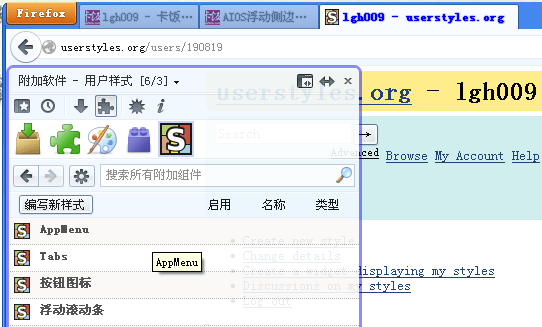 Firefox
lgh009 - 卡饭...
AIOS浮动侧边...
lgh009 - userstyles.org
userstyles.org/users/190819
附加软件 - 用户样式 [6/3]
userstyles.org - lgh009
Search
Advanced
Browse My Account Help
搜索所有附加组件
编写新样式
启用 名称 类型
AppMenu
Tabs
AppMenu
按钮图标
浮动滚动条
Create new style
Change details
Create a widget displaying my styles
Discussions on my styles
Log out